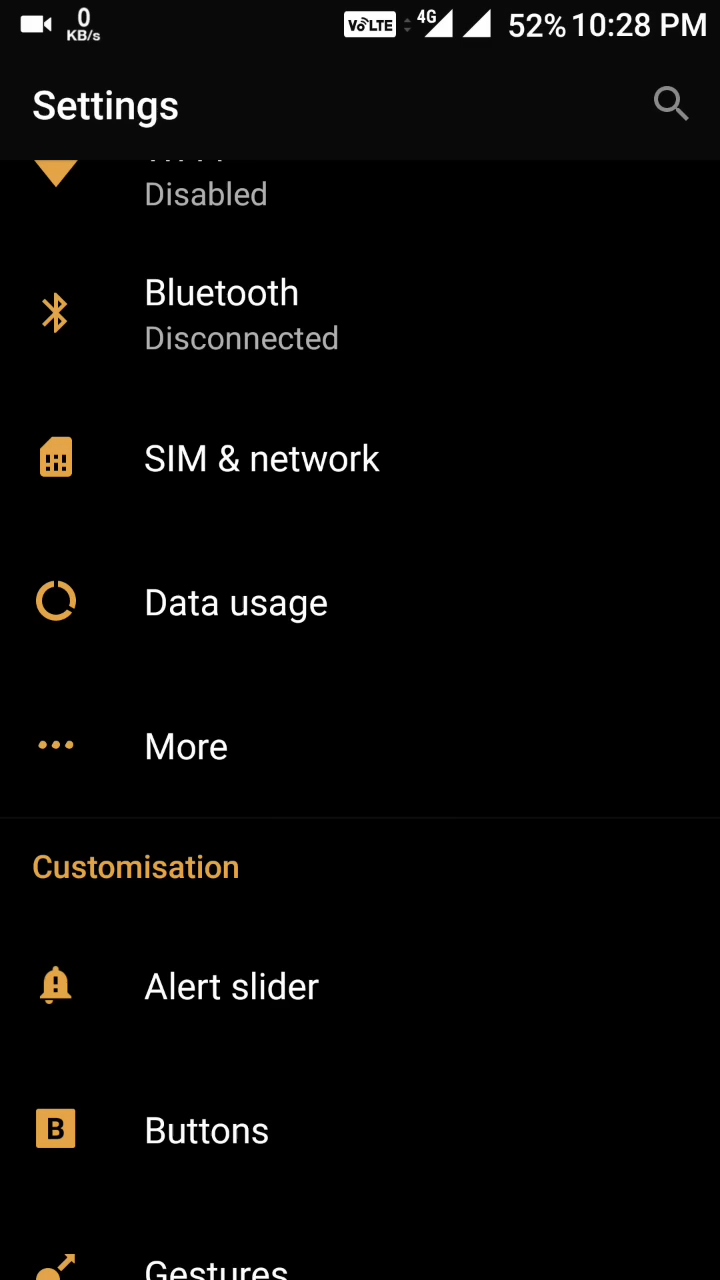 0
KB/s
VoLTE 4G 52% 10:28 PM
Settings
Disabled
Bluetooth
Disconnected
SIM & network
Data usage
More
Customisation
Alert slider
B
Buttons
Gestures